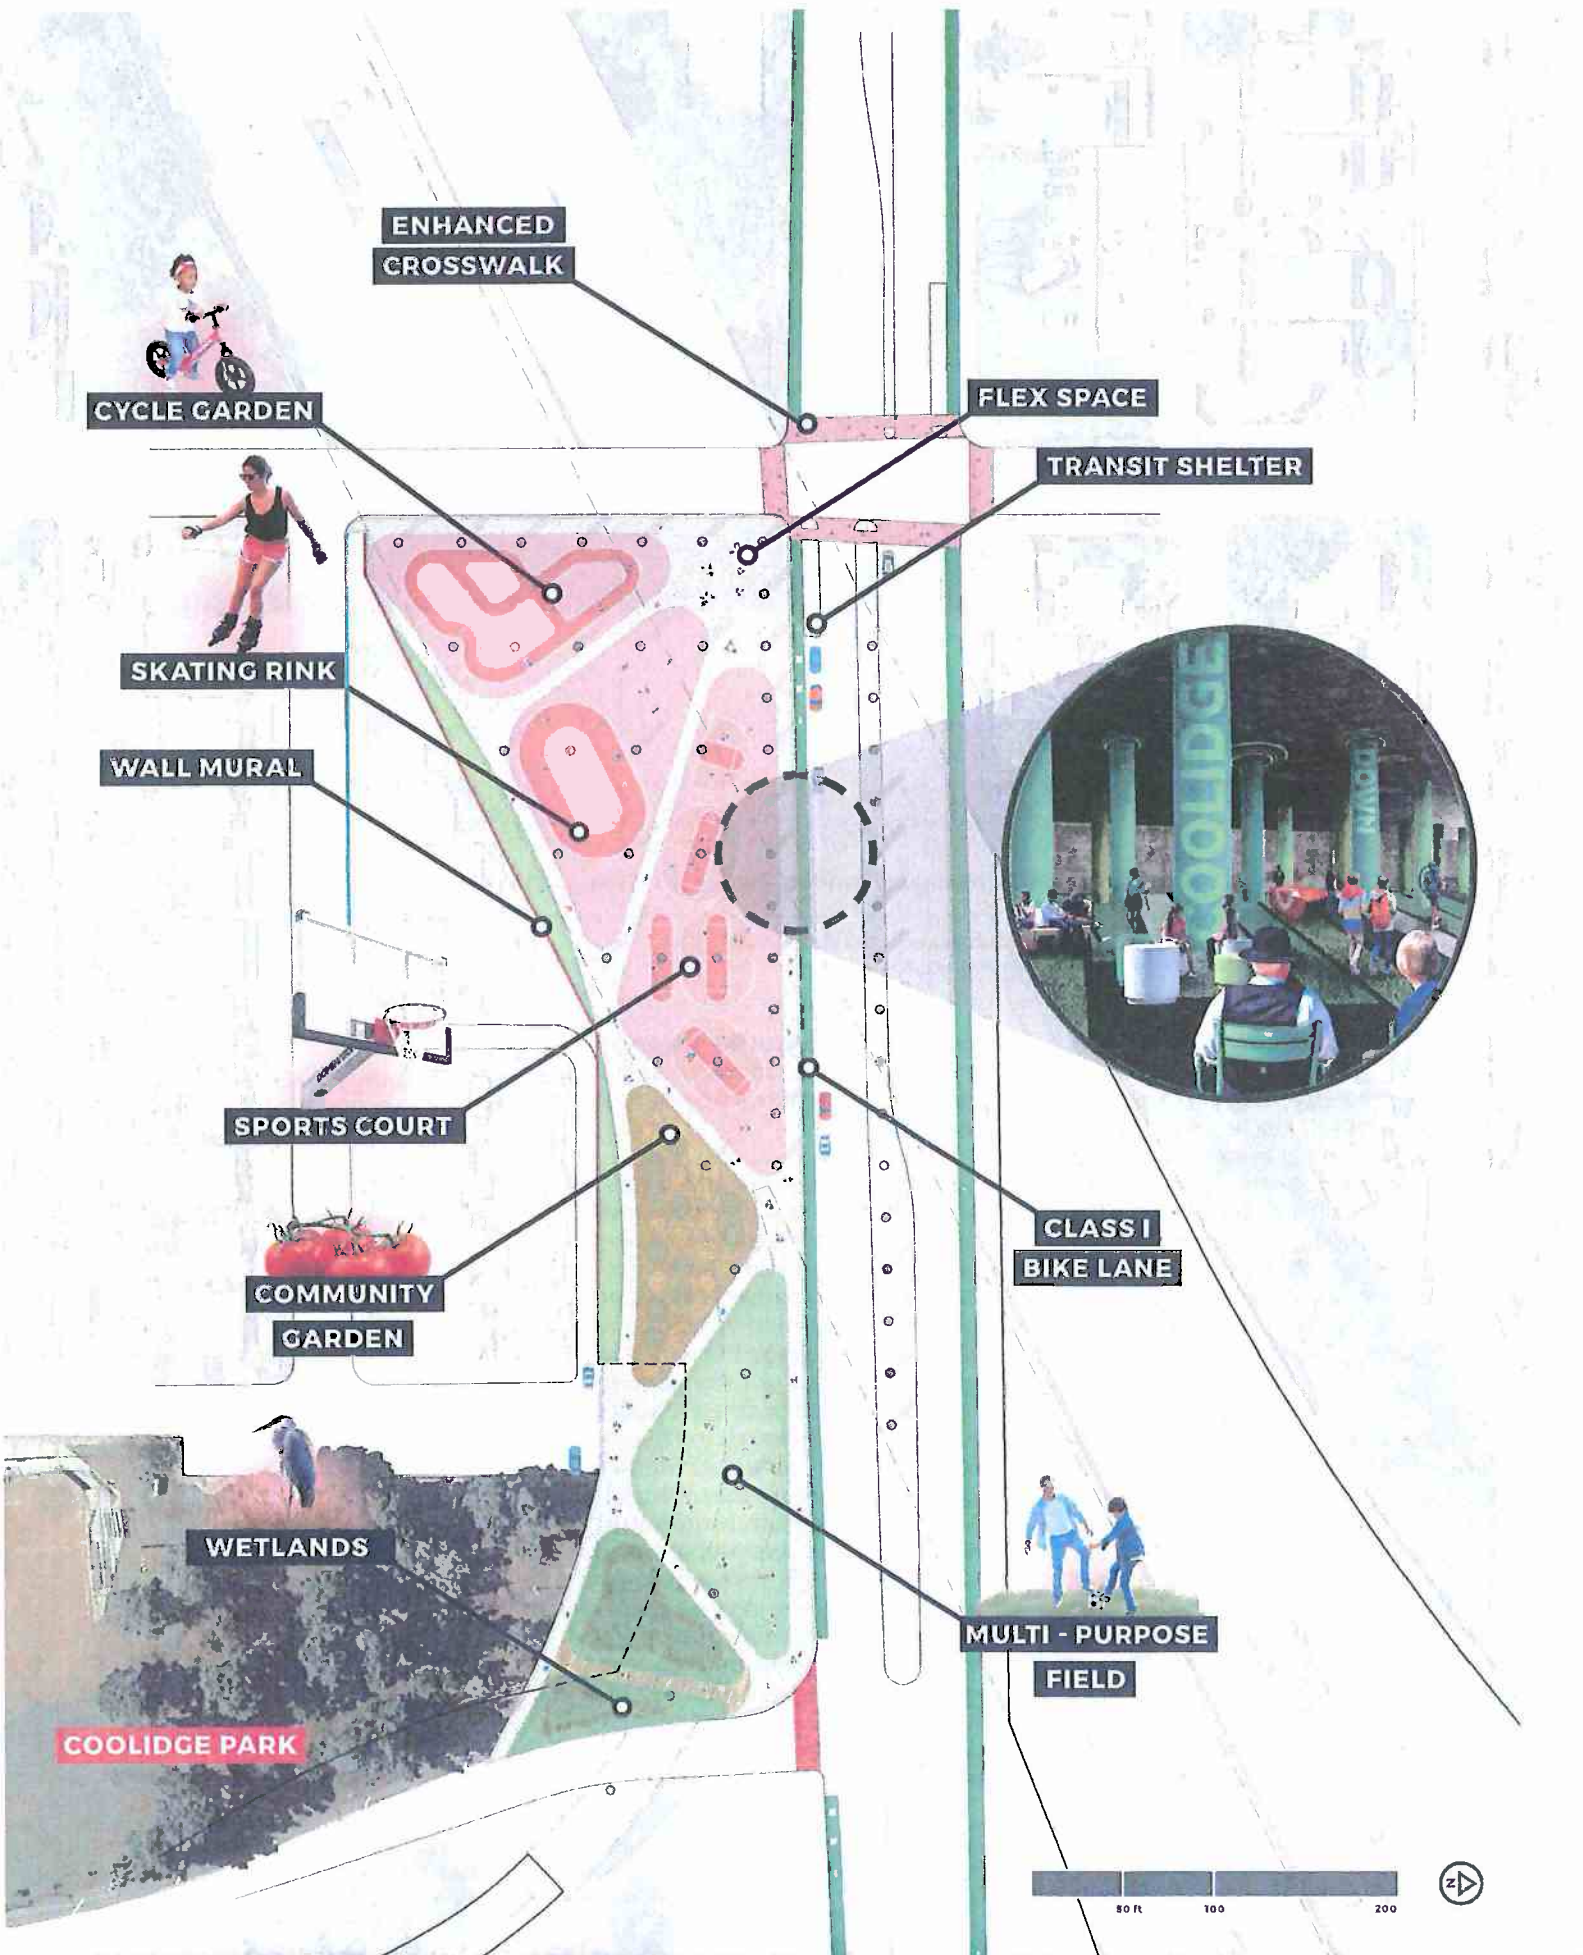 ENHANCED
CROSSWALK
CYCLE GARDEN
FLEX SPACE
TRANSIT SHELTER
SKATING RINK
WALL MURAL
COOLIDGE
SPORTS COURT
CLASS I
BIKE LANE
COMMUNITY
GARDEN
WETLANDS
MULTI - PURPOSE
FIELD
COOLIDGE PARK
50 ft
100
200
Z